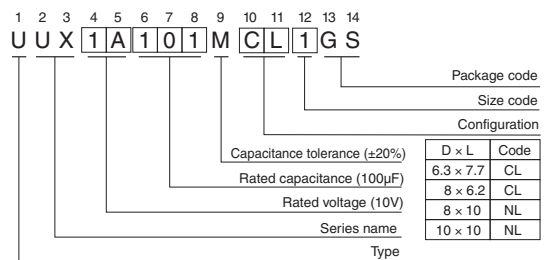 1 2 3 4 5 6 7 8 9 10 11 12 13 14
U U X 1 A 1 0 1 M C L 1 G S
Package code
Size code
Configuration
Capacitance tolerance (±20%)
Rated capacitance (100µF)
Rated voltage (10V)
Series name
Type
D × L Code
6.3 × 7.7 CL
8 × 6.2 CL
8 × 10 NL
10 × 10 NL